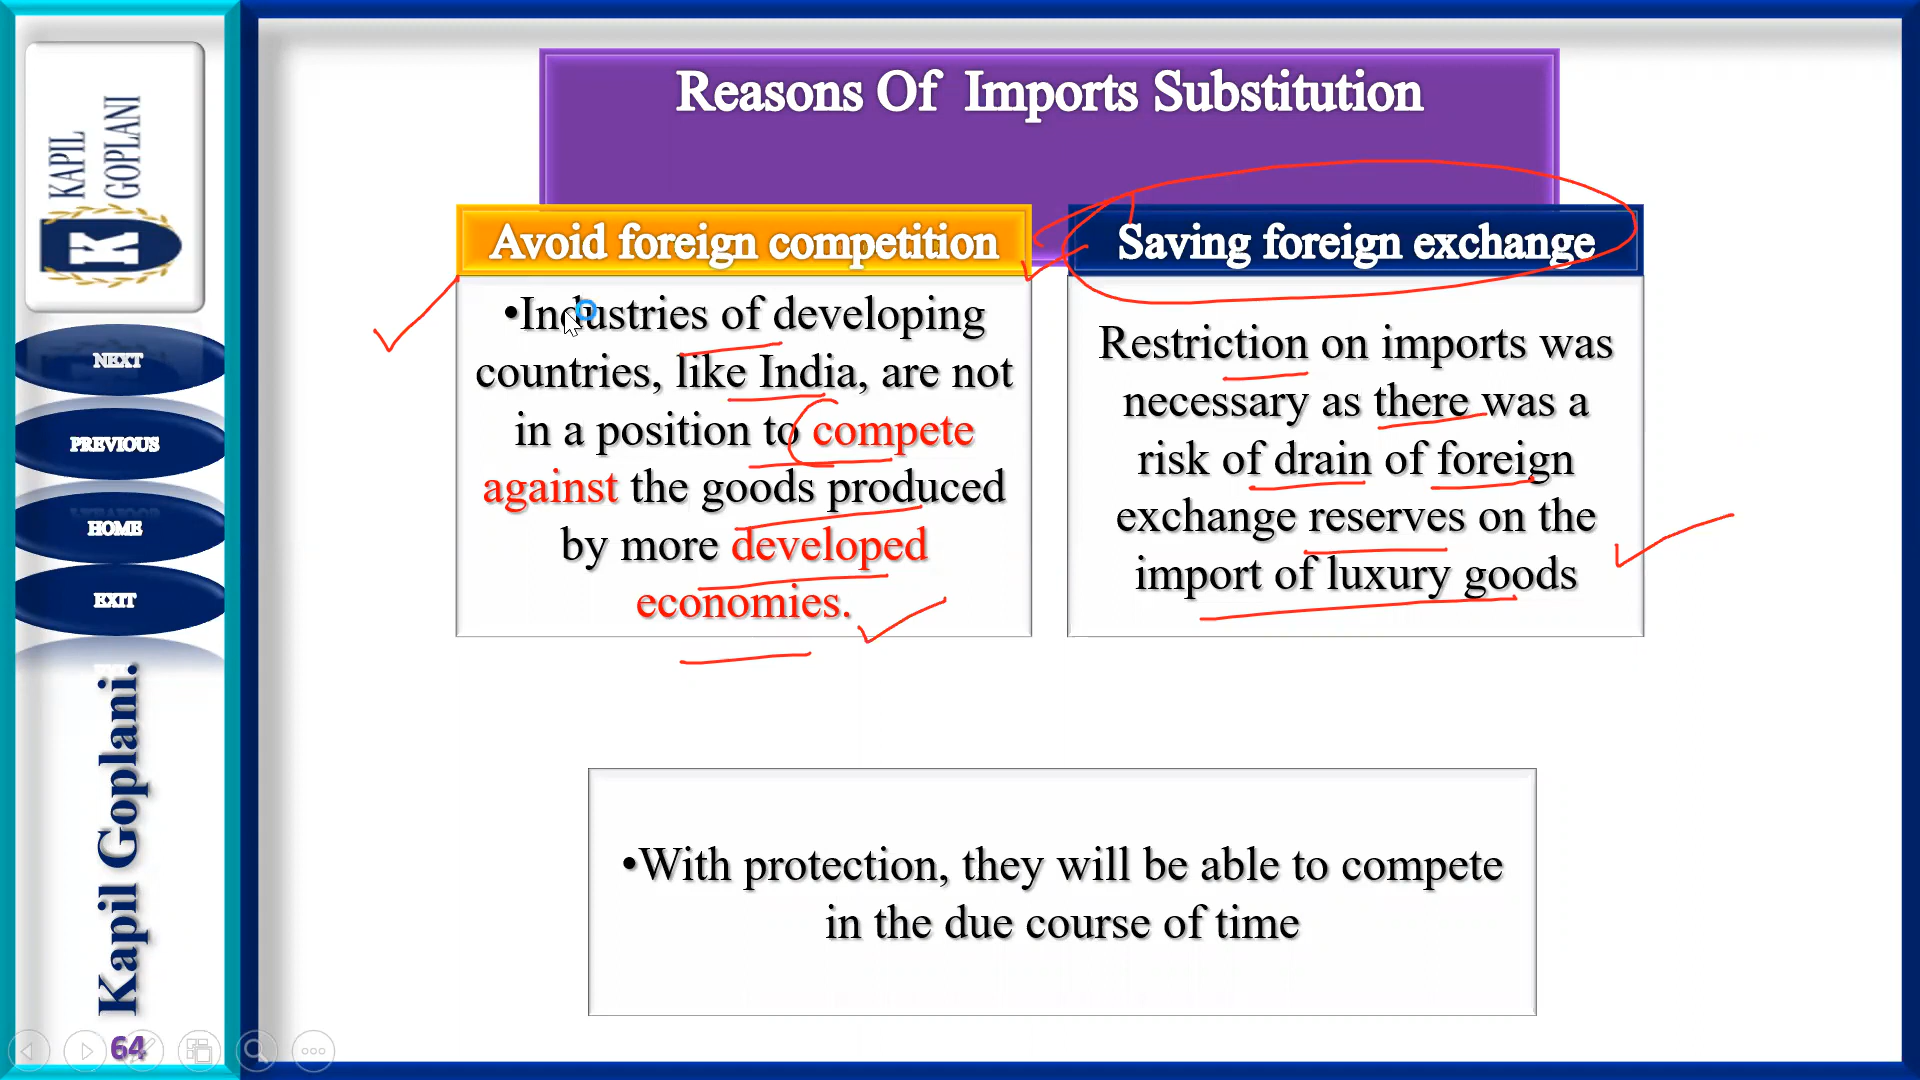 KAPIL
GOPLANI
K
NEXT
PREVIOUS
HOME
EXIT
Kapil Goplani.
64
Reasons Of Imports Substitution
Avoid foreign competition
•Industries of developing
countries, like India, are not
in a position to compete
against the goods produced
by more developed
economies.
Saving foreign exchange
Restriction on imports was
necessary as there was a
risk of drain of foreign
exchange reserves on the
import of luxury goods
•With protection, they will be able to compete
in the due course of time